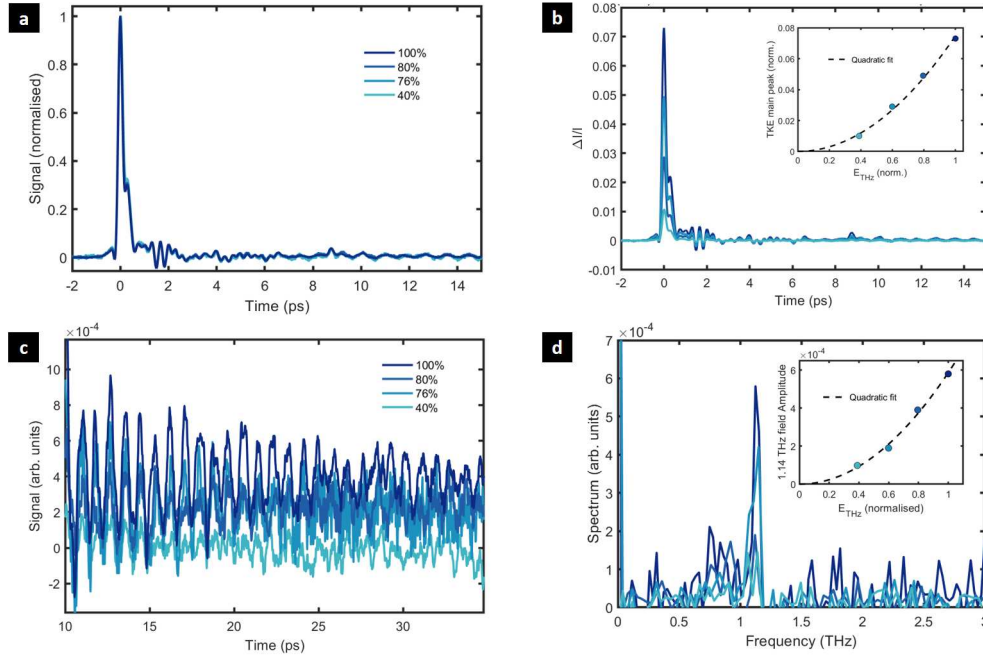 a
1
0.8
0.6
0.4
0.2
0
Signal (normalised)
100%
80%
76%
40%
-2 0 2 4 6 8 10 12 14
Time (ps)
b
0.08
0.07
0.06
0.05
0.04
0.03
0.02
0.01
0
-0.01
ΔI/I
-2 0 2 4 6 8 10 12 14
Time (ps)
TKE main peak (norm.)
0.08
0.06
0.04
0.02
0
Quadratic fit
0 0.2 0.4 0.6 0.8 1
E_THz (norm.)
c
×10⁻⁴
10
8
6
4
2
0
-2
Signal (arb. units)
100%
80%
76%
40%
10 15 20 25 30
Time (ps)
d
×10⁻⁴
7
6
5
4
3
2
1
0
Spectrum (arb. units)
0 0.5 1 1.5 2 2.5 3
Frequency (THz)
×10⁻⁴
1.14 THz field Amplitude
6
4
2
0
Quadratic fit
0 0.2 0.4 0.6 0.8 1
E_THz (normalised)